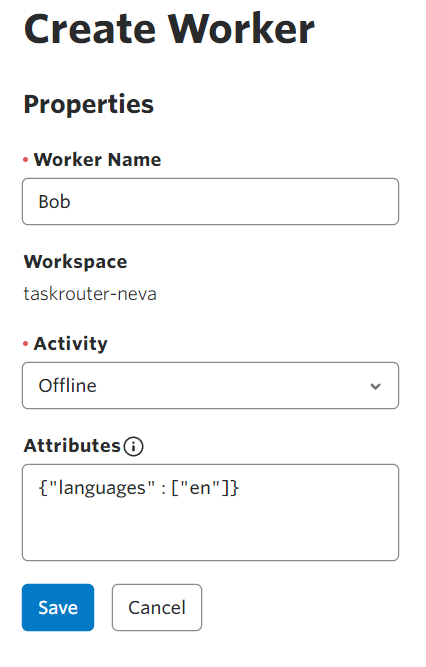 Create Worker
Properties
• Worker Name
Bob
Workspace
taskrouter-neva
• Activity
Offline
Attributes
{"languages" : ["en"]}
Save
Cancel